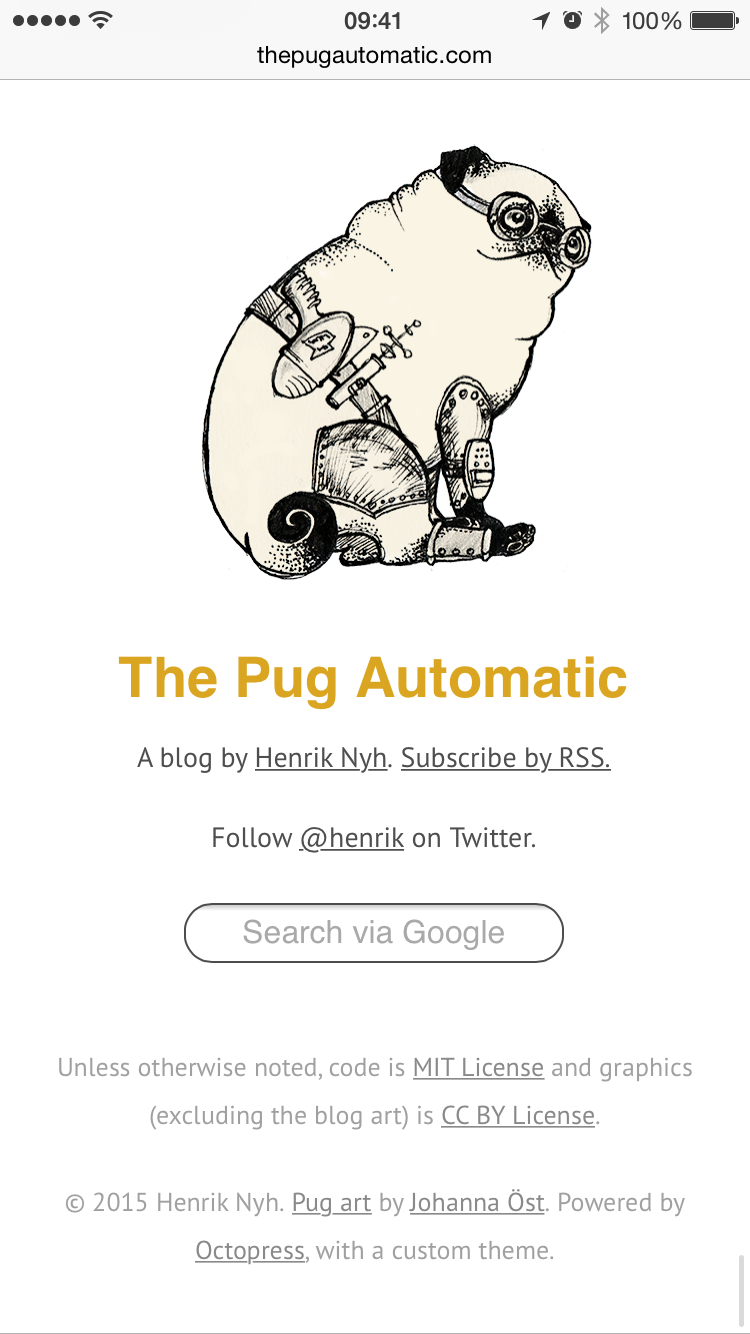 09:41
100%
thepugautomatic.com
The Pug Automatic
A blog by Henrik Nyh. Subscribe by RSS.
Follow @henrik on Twitter.
Search via Google
Unless otherwise noted, code is MIT License and graphics
(excluding the blog art) is CC BY License.
© 2015 Henrik Nyh. Pug art by Johanna Öst. Powered by
Octopress, with a custom theme.